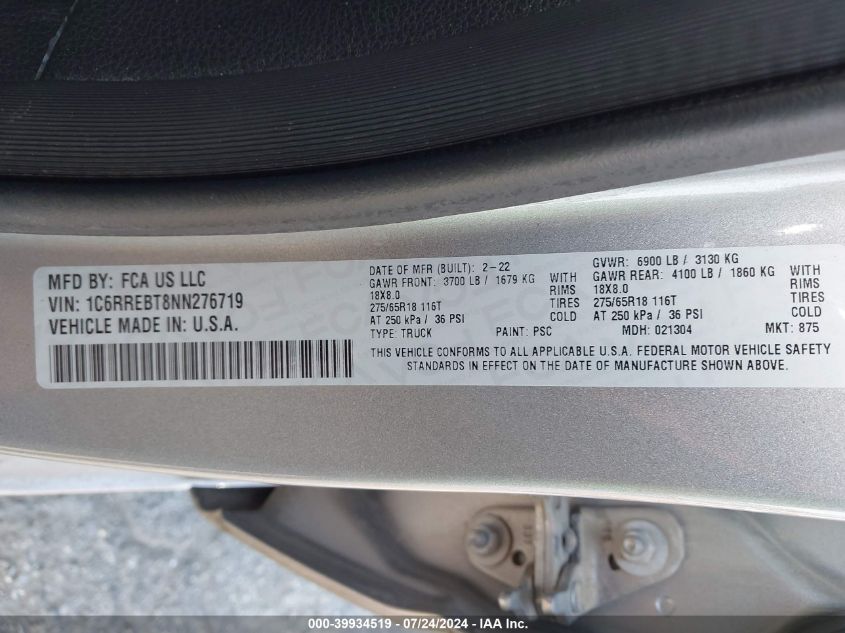 MFD BY: FCA US LLC
VIN: 1C6RREBT8NN276719
VEHICLE MADE IN: U.S.A.
DATE OF MFR (BUILT): 2-22
GAWR FRONT: 3700 LB / 1679 KG WITH
18X8.0 RIMS
275/65R18 116T TIRES
AT 250 kPa / 36 PSI COLD
GVWR: 6900 LB / 3130 KG
GAWR REAR: 4100 LB / 1860 KG WITH
18X8.0 RIMS
275/65R18 116T TIRES
AT 250 kPa / 36 PSI COLD
TYPE: TRUCK PAINT: PSC MDH: 021304 MKT: 875
THIS VEHICLE CONFORMS TO ALL APPLICABLE U.S.A. FEDERAL MOTOR VEHICLE SAFETY
STANDARDS IN EFFECT ON THE DATE OF MANUFACTURE SHOWN ABOVE.
000-39934519 - 07/24/2024 - IAA Inc.